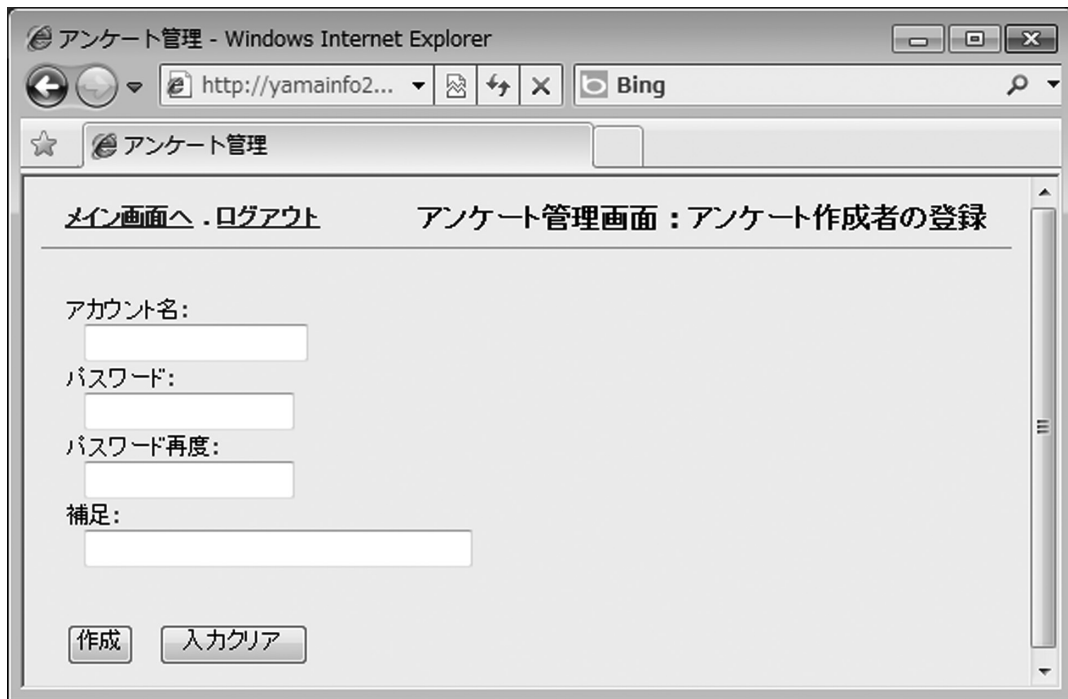 アンケート管理 - Windows Internet Explorer
http://yamainfo2... Bing
アンケート管理
メイン画面へ . ログアウト アンケート管理画面：アンケート作成者の登録
アカウント名:
パスワード:
パスワード再度:
補足:
作成 入力クリア